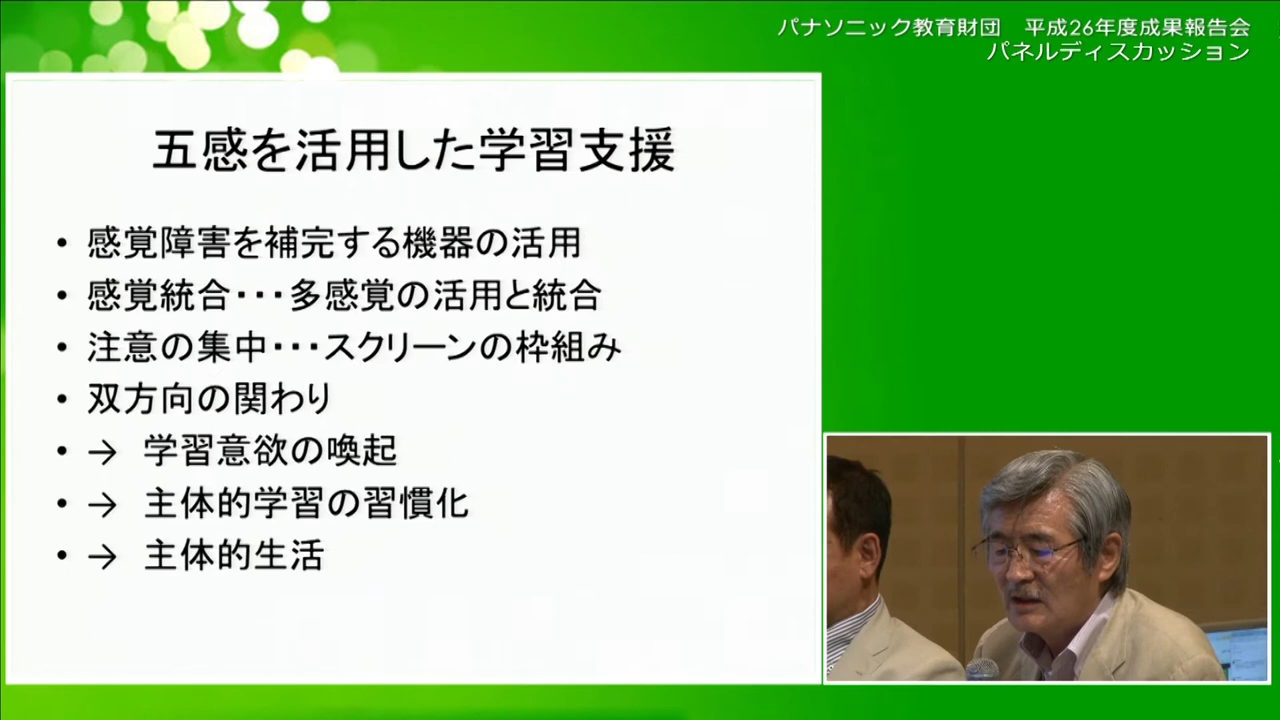 パナソニック教育財団　平成26年度成果報告会
パネルディスカッション
五感を活用した学習支援
• 感覚障害を補完する機器の活用
• 感覚統合･･･多感覚の活用と統合
• 注意の集中･･･スクリーンの枠組み
• 双方向の関わり
• →　学習意欲の喚起
• →　主体的学習の習慣化
• →　主体的生活